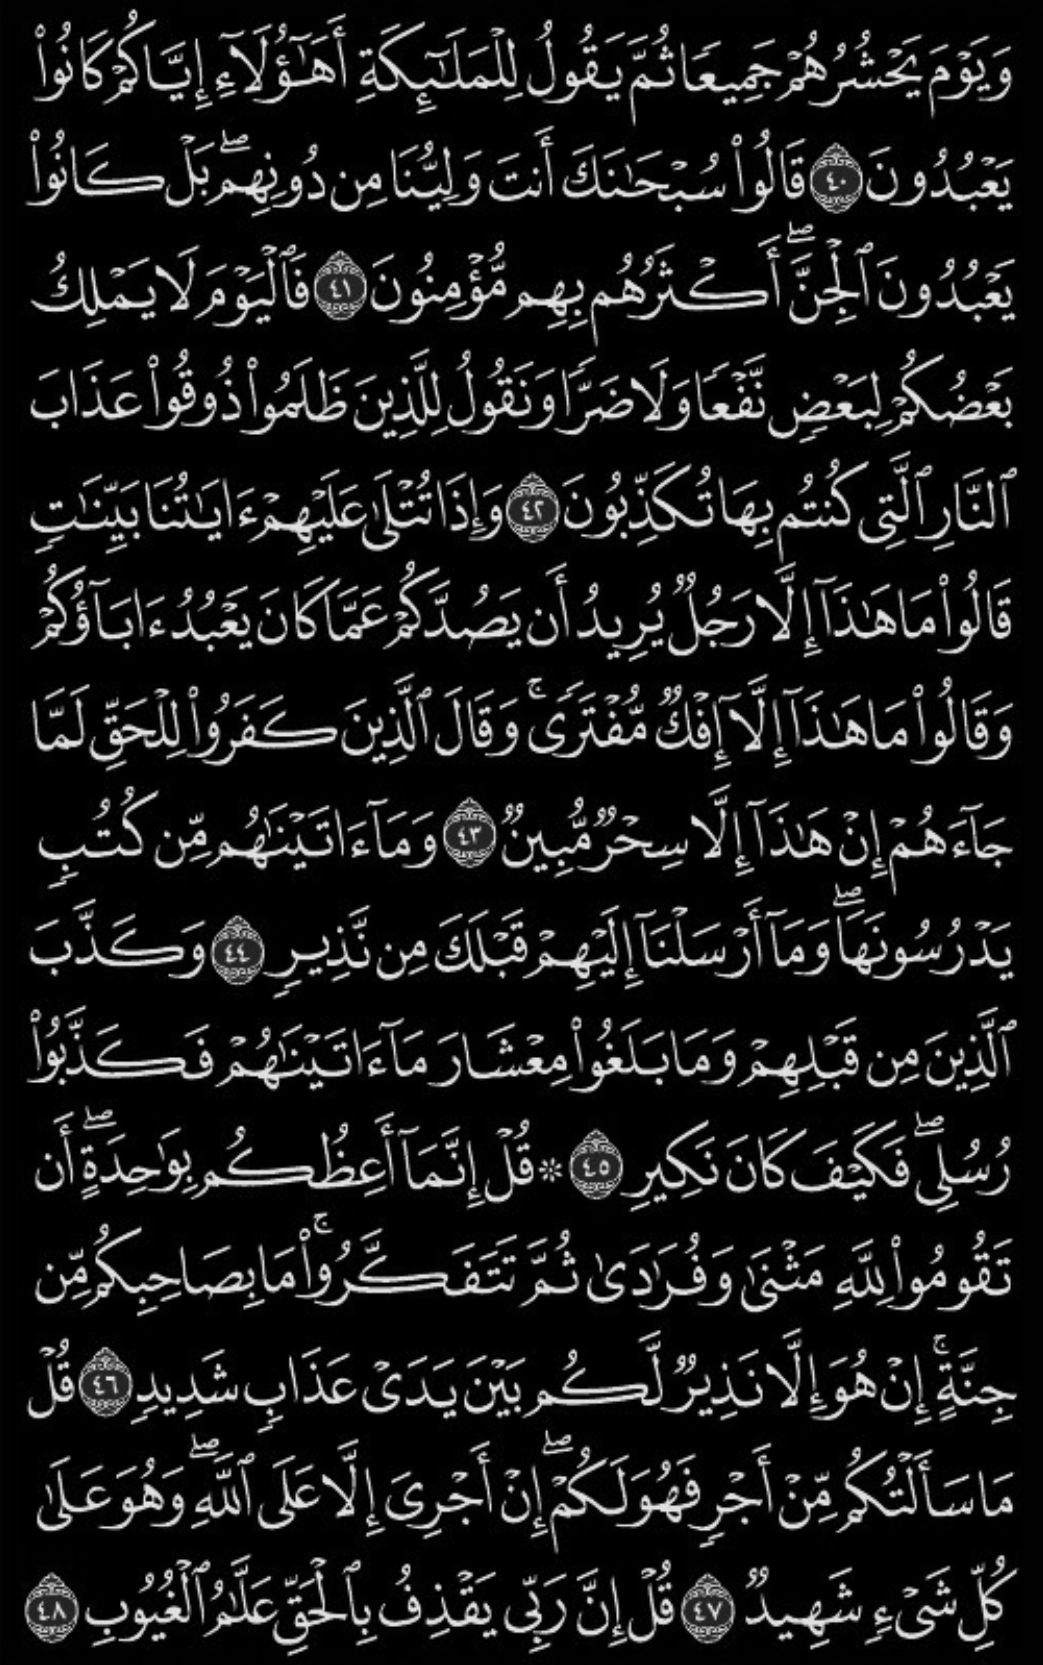 وَيَوۡمَ يَحۡشُرُهُمۡ جَمِيعٗا ثُمَّ يَقُولُ لِلۡمَلَٰٓئِكَةِ أَهَٰٓؤُلَآءِ إِيَّاكُمۡ كَانُواْ
يَعۡبُدُونَ ٤٠ قَالُواْ سُبۡحَٰنَكَ أَنتَ وَلِيُّنَا مِن دُونِهِمۖ بَلۡ كَانُواْ
يَعۡبُدُونَ ٱلۡجِنَّۖ أَكۡثَرُهُم بِهِم مُّؤۡمِنُونَ ٤١ فَٱلۡيَوۡمَ لَا يَمۡلِكُ
بَعۡضُكُمۡ لِبَعۡضٖ نَّفۡعٗا وَلَا ضَرّٗا وَنَقُولُ لِلَّذِينَ ظَلَمُواْ ذُوقُواْ عَذَابَ
ٱلنَّارِ ٱلَّتِي كُنتُم بِهَا تُكَذِّبُونَ ٤٢ وَإِذَا تُتۡلَىٰ عَلَيۡهِمۡ ءَايَٰتُنَا بَيِّنَٰتٖ
قَالُواْ مَا هَٰذَآ إِلَّا رَجُلٞ يُرِيدُ أَن يَصُدَّكُمۡ عَمَّا كَانَ يَعۡبُدُ ءَابَآؤُكُمۡ
وَقَالُواْ مَا هَٰذَآ إِلَّآ إِفۡكٞ مُّفۡتَرٗىۚ وَقَالَ ٱلَّذِينَ كَفَرُواْ لِلۡحَقِّ لَمَّا
جَآءَهُمۡ إِنۡ هَٰذَآ إِلَّا سِحۡرٞ مُّبِينٞ ٤٣ وَمَآ ءَاتَيۡنَٰهُم مِّن كُتُبٖ
يَدۡرُسُونَهَاۖ وَمَآ أَرۡسَلۡنَآ إِلَيۡهِمۡ قَبۡلَكَ مِن نَّذِيرٖ ٤٤ وَكَذَّبَ
ٱلَّذِينَ مِن قَبۡلِهِمۡ وَمَا بَلَغُواْ مِعۡشَارَ مَآ ءَاتَيۡنَٰهُمۡ فَكَذَّبُواْ
رُسُلِيۖ فَكَيۡفَ كَانَ نَكِيرِ ٤٥ ۞ قُلۡ إِنَّمَآ أَعِظُكُم بِوَٰحِدَةٍۖ أَن
تَقُومُواْ لِلَّهِ مَثۡنَىٰ وَفُرَٰدَىٰ ثُمَّ تَتَفَكَّرُواْۚ مَا بِصَاحِبِكُم مِّن
جِنَّةٍۚ إِنۡ هُوَ إِلَّا نَذِيرٞ لَّكُم بَيۡنَ يَدَيۡ عَذَابٖ شَدِيدٖ ٤٦ قُلۡ
مَا سَأَلۡتُكُم مِّنۡ أَجۡرٖ فَهُوَ لَكُمۡۖ إِنۡ أَجۡرِيَ إِلَّا عَلَى ٱللَّهِۖ وَهُوَ عَلَىٰ
كُلِّ شَيۡءٖ شَهِيدٞ ٤٧ قُلۡ إِنَّ رَبِّي يَقۡذِفُ بِٱلۡحَقِّ عَلَّٰمُ ٱلۡغُيُوبِ ٤٨